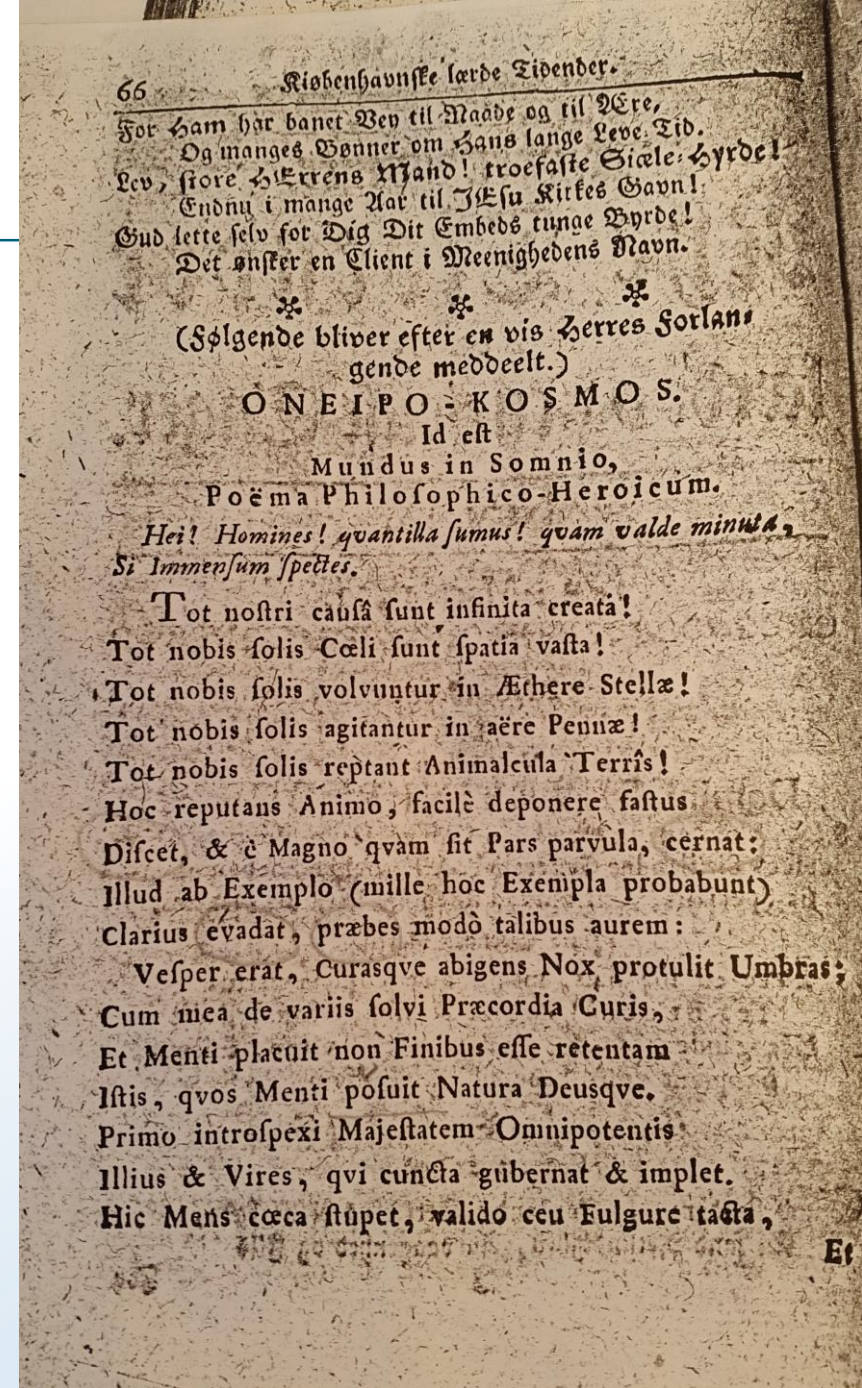 66 Kiøbenhavnske lærde Tidender.
For Ham har banet Vey til Maade og til Ære,
Og manges Bønner om Hans lange Leve-Tid.
Lev, store HErrens Mand! troefaste Siæle-Hyrde!
Endnu i mange Aar til JEsu Kirkes Gavn!
Gud lette selv for Dig Dit Embeds tunge Byrde!
Det ønsker en Client i Meenighedens Navn.
(Følgende bliver efter en vis Herres Forlan-
gende meddeelt.)
ONEIPO-KOSMOS.
Id eſt
Mundus in Somnio,
Poëma Philoſophico-Heroicum.
Hei! Homines! qvantilla ſumus! qvàm valde minuta,
Si Immenſum ſpectes.
Tot noſtri cauſâ ſunt infinita creata!
Tot nobis ſolis Cœli ſunt ſpatia vaſta!
Tot nobis ſolis volvuntur in Æthere Stellæ!
Tot nobis ſolis agitantur in aëre Pennæ!
Tot nobis ſolis reptant Animalcula Terrîs!
Hoc reputans Animo, facilè deponere faſtus
Diſcet, & è Magno qvàm ſit Pars parvula, cernat:
Illud ab Exemplo (mille hoc Exempla probabunt)
Clarius evadat, præbes modò talibus aurem:
Veſper erat, Curasqve abigens Nox protulit Umbras;
Cum mea de variis ſolvi Præcordia Curis,
Et Menti placuit non Finibus eſſe retentam
Iſtis, qvos Menti poſuit Natura Deusqve.
Primo introſpexi Majeſtatem Omnipotentis
Illius & Vires, qvi cuncta gubernat & implet.
Hic Mens cœca ſtupet, valido ceu Fulgure tacta,
Et